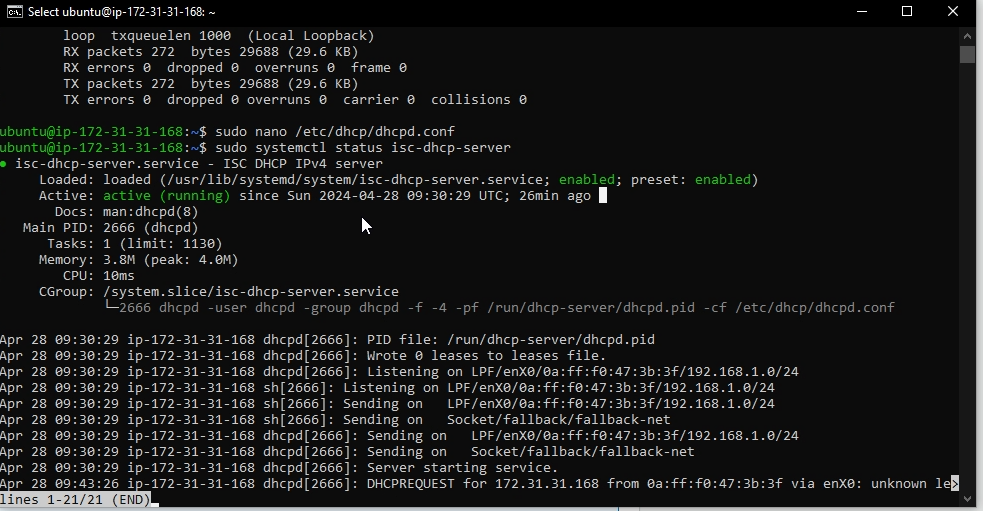 Select ubuntu@ip-172-31-31-168: ~
loop  txqueuelen 1000  (Local Loopback)
RX packets 272  bytes 29688 (29.6 KB)
RX errors 0  dropped 0  overruns 0  frame 0
TX packets 272  bytes 29688 (29.6 KB)
TX errors 0  dropped 0 overruns 0  carrier 0  collisions 0
ubuntu@ip-172-31-31-168:~$ sudo nano /etc/dhcp/dhcpd.conf
ubuntu@ip-172-31-31-168:~$ sudo systemctl status isc-dhcp-server
● isc-dhcp-server.service - ISC DHCP IPv4 server
Loaded: loaded (/usr/lib/systemd/system/isc-dhcp-server.service; enabled; preset: enabled)
Active: active (running) since Sun 2024-04-28 09:30:29 UTC; 26min ago
Docs: man:dhcpd(8)
Main PID: 2666 (dhcpd)
Tasks: 1 (limit: 1130)
Memory: 3.8M (peak: 4.0M)
CPU: 10ms
CGroup: /system.slice/isc-dhcp-server.service
└─2666 dhcpd -user dhcpd -group dhcpd -f -4 -pf /run/dhcp-server/dhcpd.pid -cf /etc/dhcp/dhcpd.conf
Apr 28 09:30:29 ip-172-31-31-168 dhcpd[2666]: PID file: /run/dhcp-server/dhcpd.pid
Apr 28 09:30:29 ip-172-31-31-168 dhcpd[2666]: Wrote 0 leases to leases file.
Apr 28 09:30:29 ip-172-31-31-168 dhcpd[2666]: Listening on LPF/enX0/0a:ff:f0:47:3b:3f/192.168.1.0/24
Apr 28 09:30:29 ip-172-31-31-168 sh[2666]: Listening on LPF/enX0/0a:ff:f0:47:3b:3f/192.168.1.0/24
Apr 28 09:30:29 ip-172-31-31-168 sh[2666]: Sending on   LPF/enX0/0a:ff:f0:47:3b:3f/192.168.1.0/24
Apr 28 09:30:29 ip-172-31-31-168 sh[2666]: Sending on   Socket/fallback/fallback-net
Apr 28 09:30:29 ip-172-31-31-168 dhcpd[2666]: Sending on   LPF/enX0/0a:ff:f0:47:3b:3f/192.168.1.0/24
Apr 28 09:30:29 ip-172-31-31-168 dhcpd[2666]: Sending on   Socket/fallback/fallback-net
Apr 28 09:30:29 ip-172-31-31-168 dhcpd[2666]: Server starting service.
Apr 28 09:43:26 ip-172-31-31-168 dhcpd[2666]: DHCPREQUEST for 172.31.31.168 from 0a:ff:f0:47:3b:3f via enX0: unknown le>
lines 1-21/21 (END)